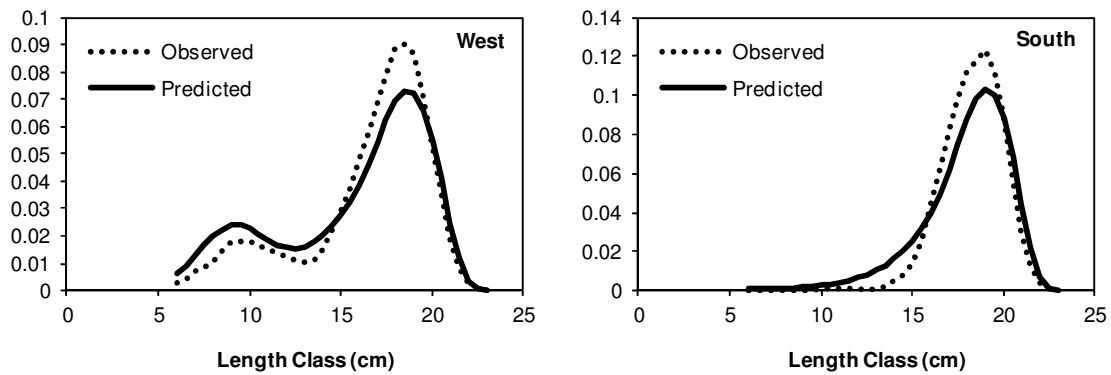 0.1
0.09
0.08
0.07
0.06
0.05
0.04
0.03
0.02
0.01
0
Observed
Predicted
West
0 5 10 15 20 25
Length Class (cm)
0.14
0.12
0.1
0.08
0.06
0.04
0.02
0
Observed
Predicted
South
0 5 10 15 20 25
Length Class (cm)